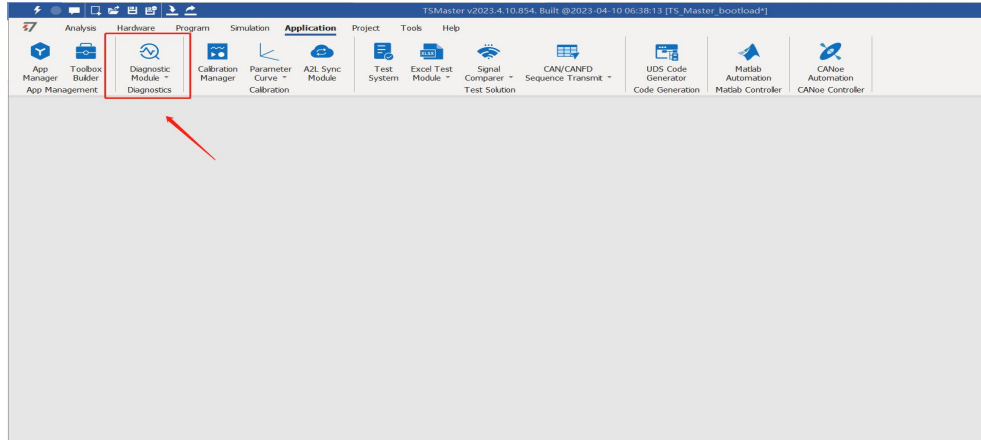 TSMaster v2023.4.10.854. Built @2023-04-10 06:38:13 [TS_Master_bootload*]
Analysis Hardware Program Simulation Application Project Tools Help
App Manager
Toolbox Builder
App Management
Diagnostic Module
Diagnostics
Calibration Manager
Parameter Curve
A2L Sync Module
Calibration
Test System
Excel Test Module
Signal Comparer
CAN/CANFD Sequence Transmit
Test Solution
UDS Code Generator
Code Generation
Matlab Automation
Matlab Controller
CANoe Automation
CANoe Controller